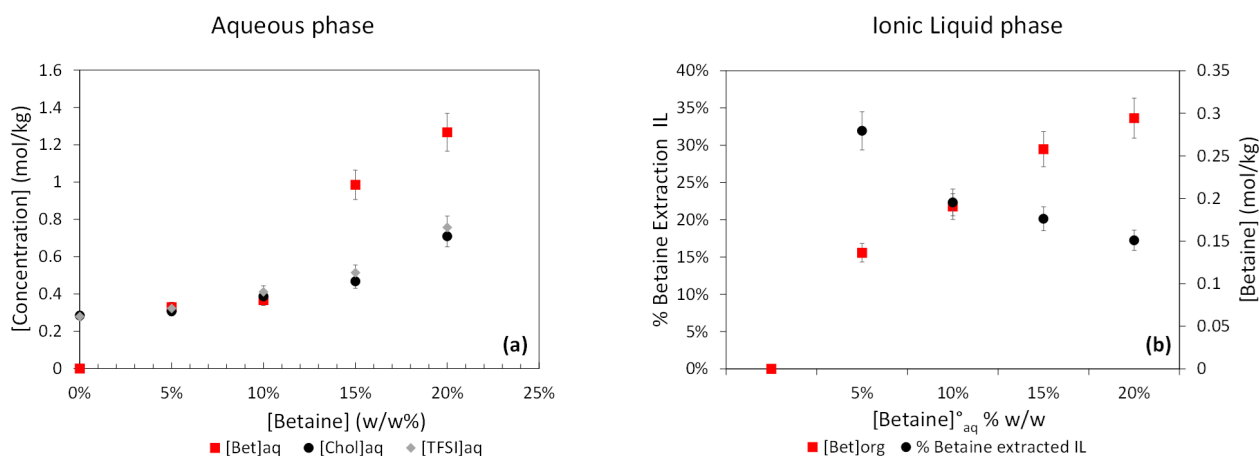 Aqueous phase
[Concentration] (mol/kg)
1.6
1.4
1.2
1
0.8
0.6
0.4
0.2
0
0% 5% 10% 15% 20% 25%
(a)
[Betaine] (w/w%)
[Bet]aq [Chol]aq [TFSI]aq
Ionic Liquid phase
% Betaine Extraction IL
40%
35%
30%
25%
20%
15%
10%
5%
0%
0.35
0.3
0.25
0.2
0.15
0.1
0.05
0
[Betaine] (mol/kg)
(b)
5% 10% 15% 20%
[Betaine]°aq % w/w
[Bet]org % Betaine extracted IL